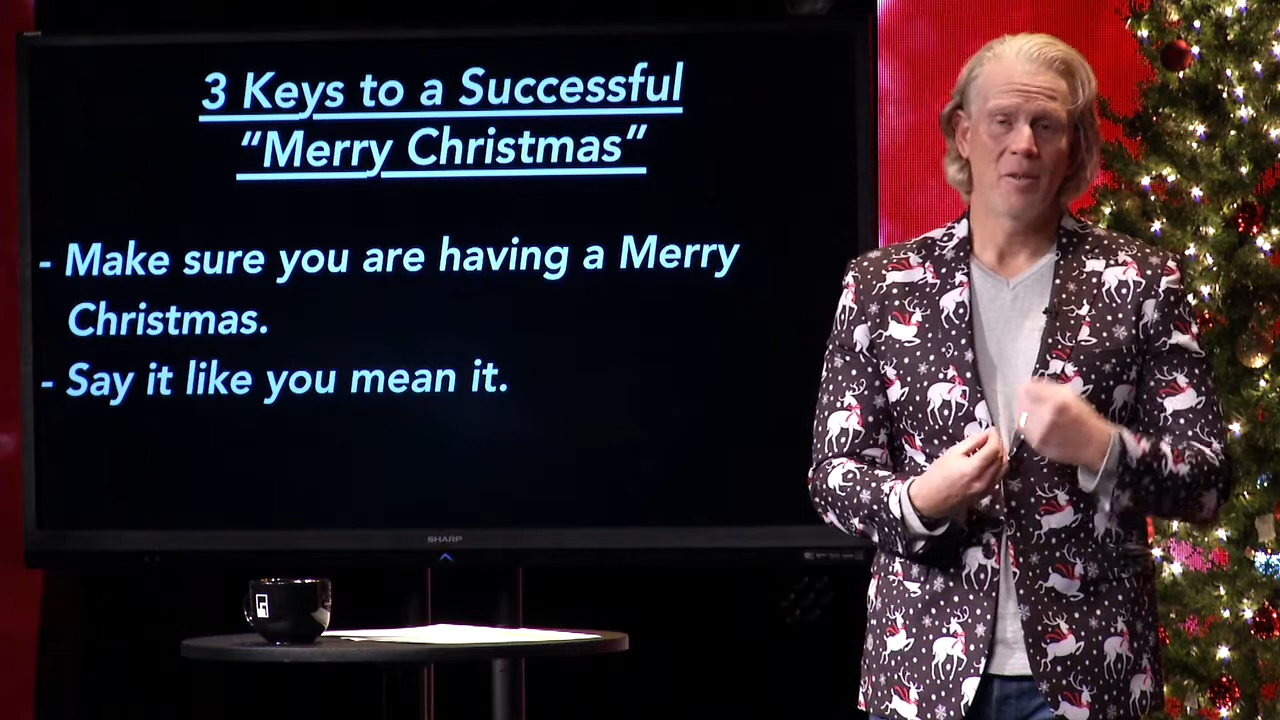 3 Keys to a Successful
“Merry Christmas”
- Make sure you are having a Merry
Christmas.
- Say it like you mean it.
SHARP